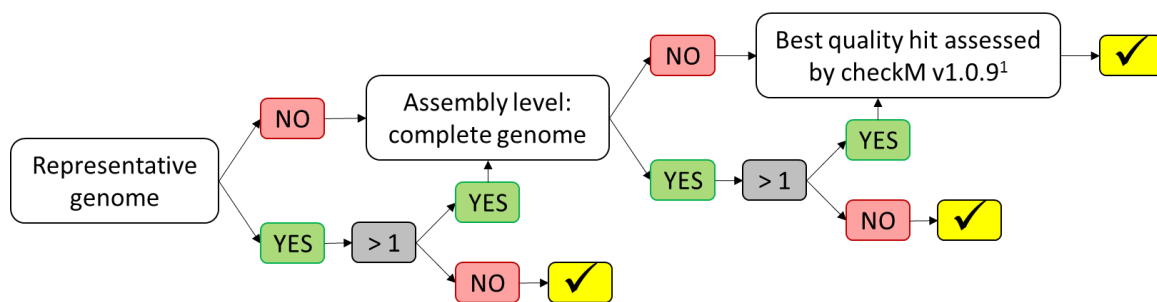 Representative
genome
NO
YES
> 1
YES
NO
Assembly level:
complete genome
NO
YES
> 1
YES
NO
Best quality hit assessed
by checkM v1.0.9¹